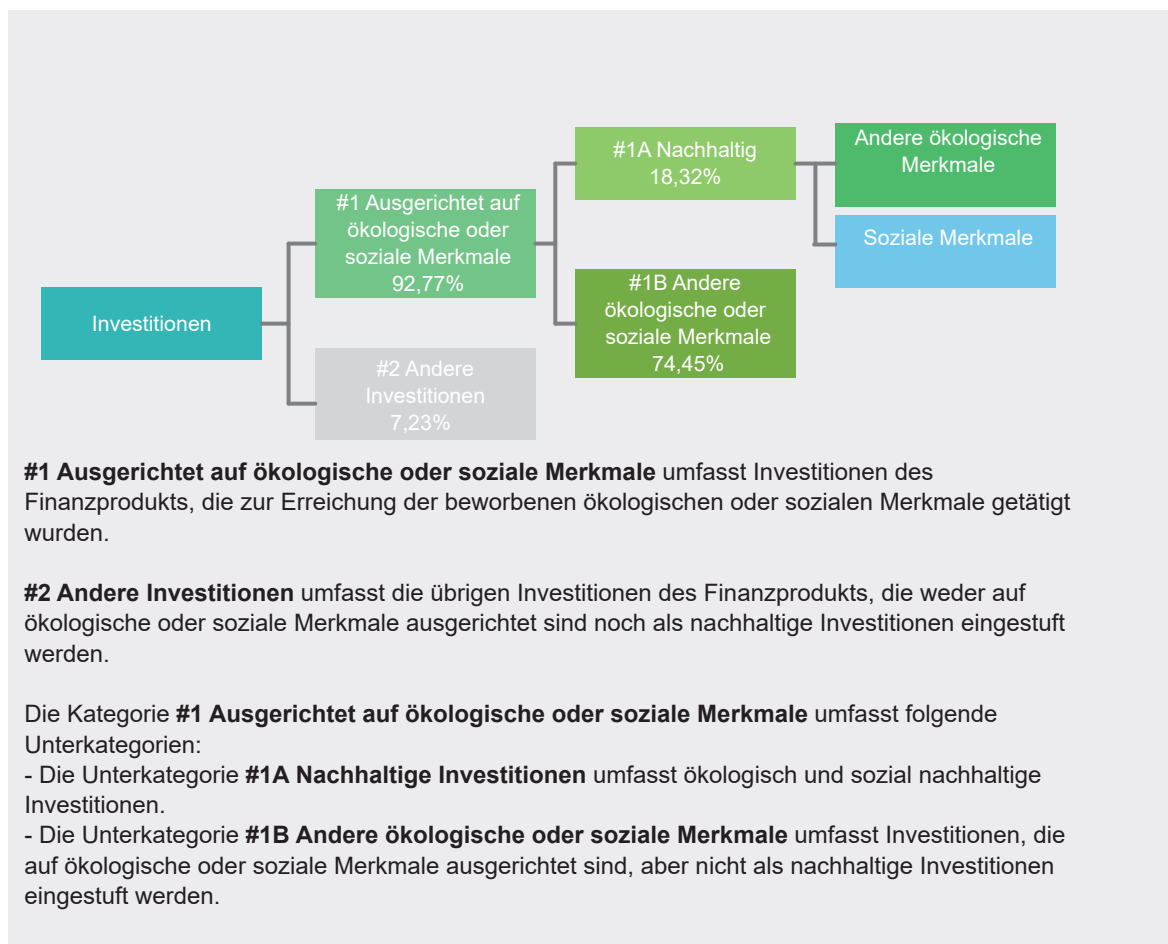 Investitionen
#1 Ausgerichtet auf
ökologische oder
soziale Merkmale
92,77%
#2 Andere
Investitionen
7,23%
#1A Nachhaltig
18,32%
#1B Andere
ökologische oder
soziale Merkmale
74,45%
Andere ökologische
Merkmale
Soziale Merkmale
#1 Ausgerichtet auf ökologische oder soziale Merkmale umfasst Investitionen des
Finanzprodukts, die zur Erreichung der beworbenen ökologischen oder sozialen Merkmale getätigt
wurden.
#2 Andere Investitionen umfasst die übrigen Investitionen des Finanzprodukts, die weder auf
ökologische oder soziale Merkmale ausgerichtet sind noch als nachhaltige Investitionen eingestuft
werden.
Die Kategorie #1 Ausgerichtet auf ökologische oder soziale Merkmale umfasst folgende
Unterkategorien:
- Die Unterkategorie #1A Nachhaltige Investitionen umfasst ökologisch und sozial nachhaltige
Investitionen.
- Die Unterkategorie #1B Andere ökologische oder soziale Merkmale umfasst Investitionen, die
auf ökologische oder soziale Merkmale ausgerichtet sind, aber nicht als nachhaltige Investitionen
eingestuft werden.